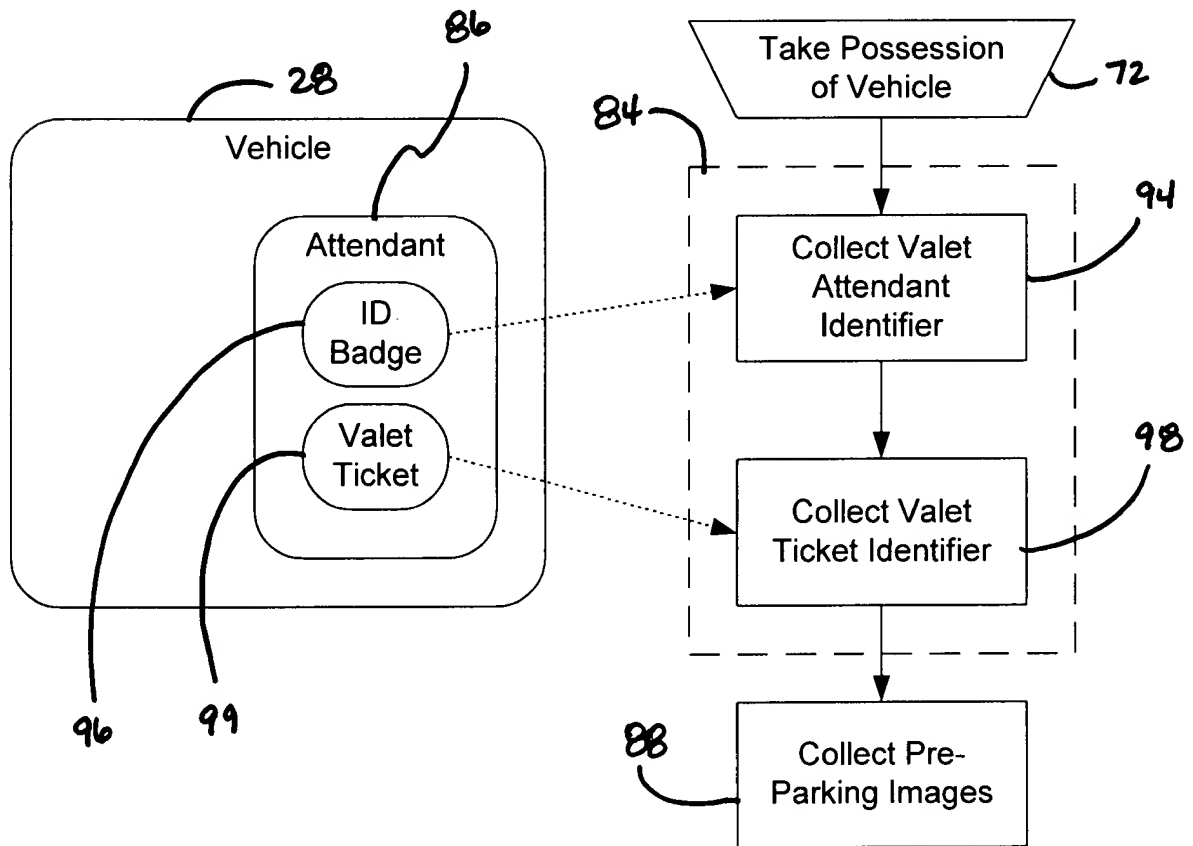 86
28
Vehicle
Attendant
ID
Badge
Valet
Ticket
96
99
Take Possession
of Vehicle
72
84
94
Collect Valet
Attendant
Identifier
98
Collect Valet
Ticket Identifier
88
Collect Pre-
Parking Images